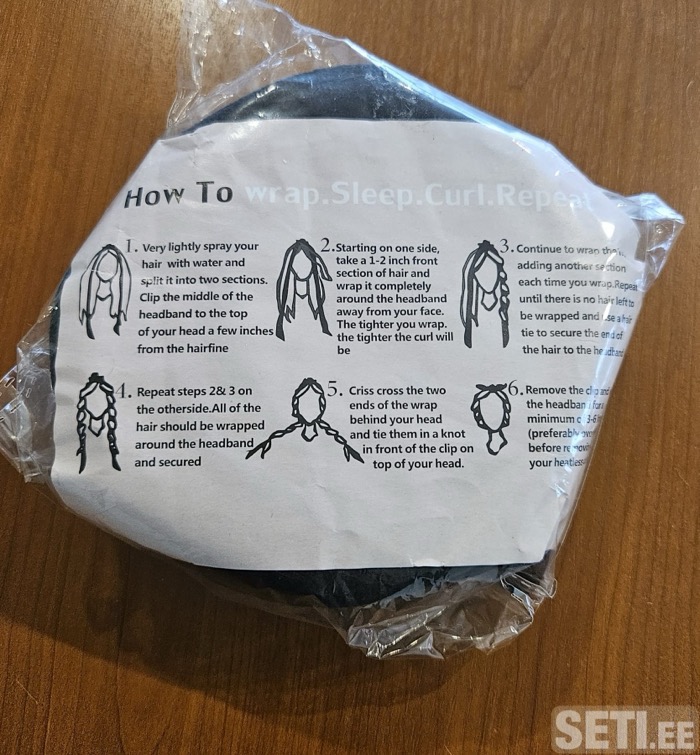 How To wrap.Sleep.Curl.Repeat
1. Very lightly spray your
hair with water and
split it into two sections.
Clip the middle of the
headband to the top
of your head a few inches
from the hairfine
2.Starting on one side,
take a 1-2 inch front
section of hair and
wrap it completely
around the headband
away from your face.
The tighter you wrap.
the tighter the curl will
be
3. Continue to wrap
adding another section
each time you wrap.Repeat
until there is no hair left to
be wrapped and use a hair
tie to secure the end of
the hair to the headband
4. Repeat steps 2& 3 on
the otherside.All of the
hair should be wrapped
around the headband
and secured
5. Criss cross the two
ends of the wrap
behind your head
and tie them in a knot
in front of the clip on
top of your head.
6. Remove the clip and
the headband for a
minimum
(preferably
before
your heatless
SETI.EE